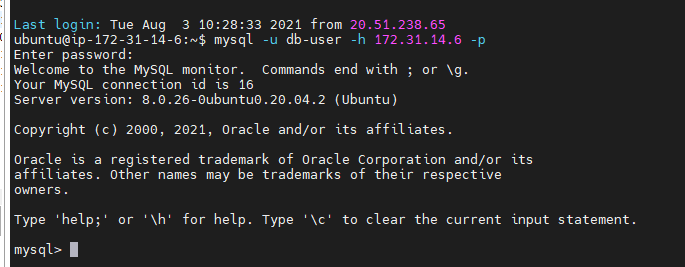 Last login: Tue Aug  3 10:28:33 2021 from 20.51.238.65
ubuntu@ip-172-31-14-6:~$ mysql -u db-user -h 172.31.14.6 -p
Enter password:
Welcome to the MySQL monitor.  Commands end with ; or \g.
Your MySQL connection id is 16
Server version: 8.0.26-0ubuntu0.20.04.2 (Ubuntu)
Copyright (c) 2000, 2021, Oracle and/or its affiliates.
Oracle is a registered trademark of Oracle Corporation and/or its
affiliates. Other names may be trademarks of their respective
owners.
Type 'help;' or '\h' for help. Type '\c' to clear the current input statement.
mysql>